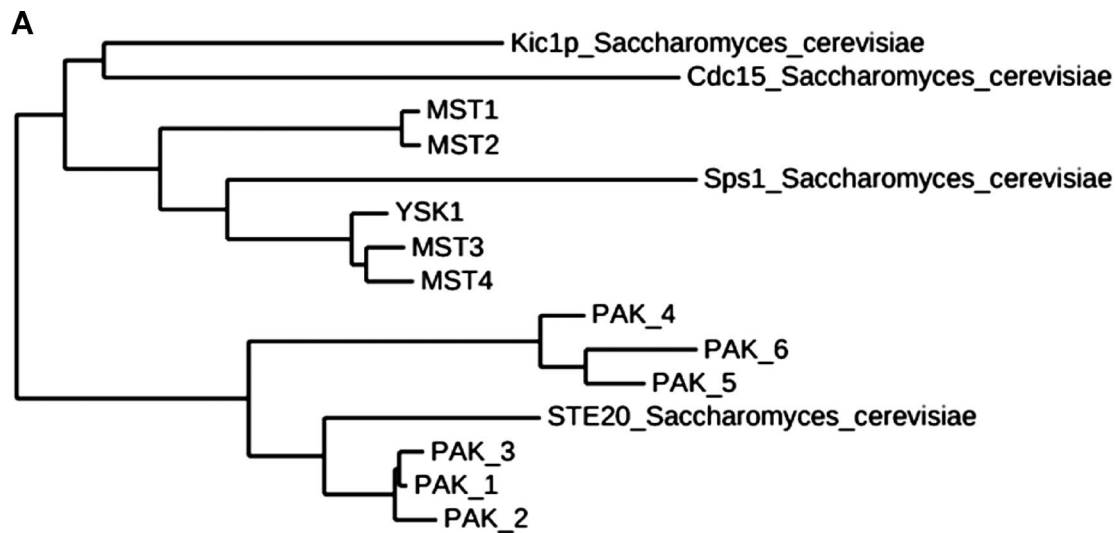 A
Kic1p_Saccharomyces_cerevisiae
Cdc15_Saccharomyces_cerevisiae
MST1
MST2
Sps1_Saccharomyces_cerevisiae
YSK1
MST3
MST4
PAK_4
PAK_6
PAK_5
STE20_Saccharomyces_cerevisiae
PAK_3
PAK_1
PAK_2